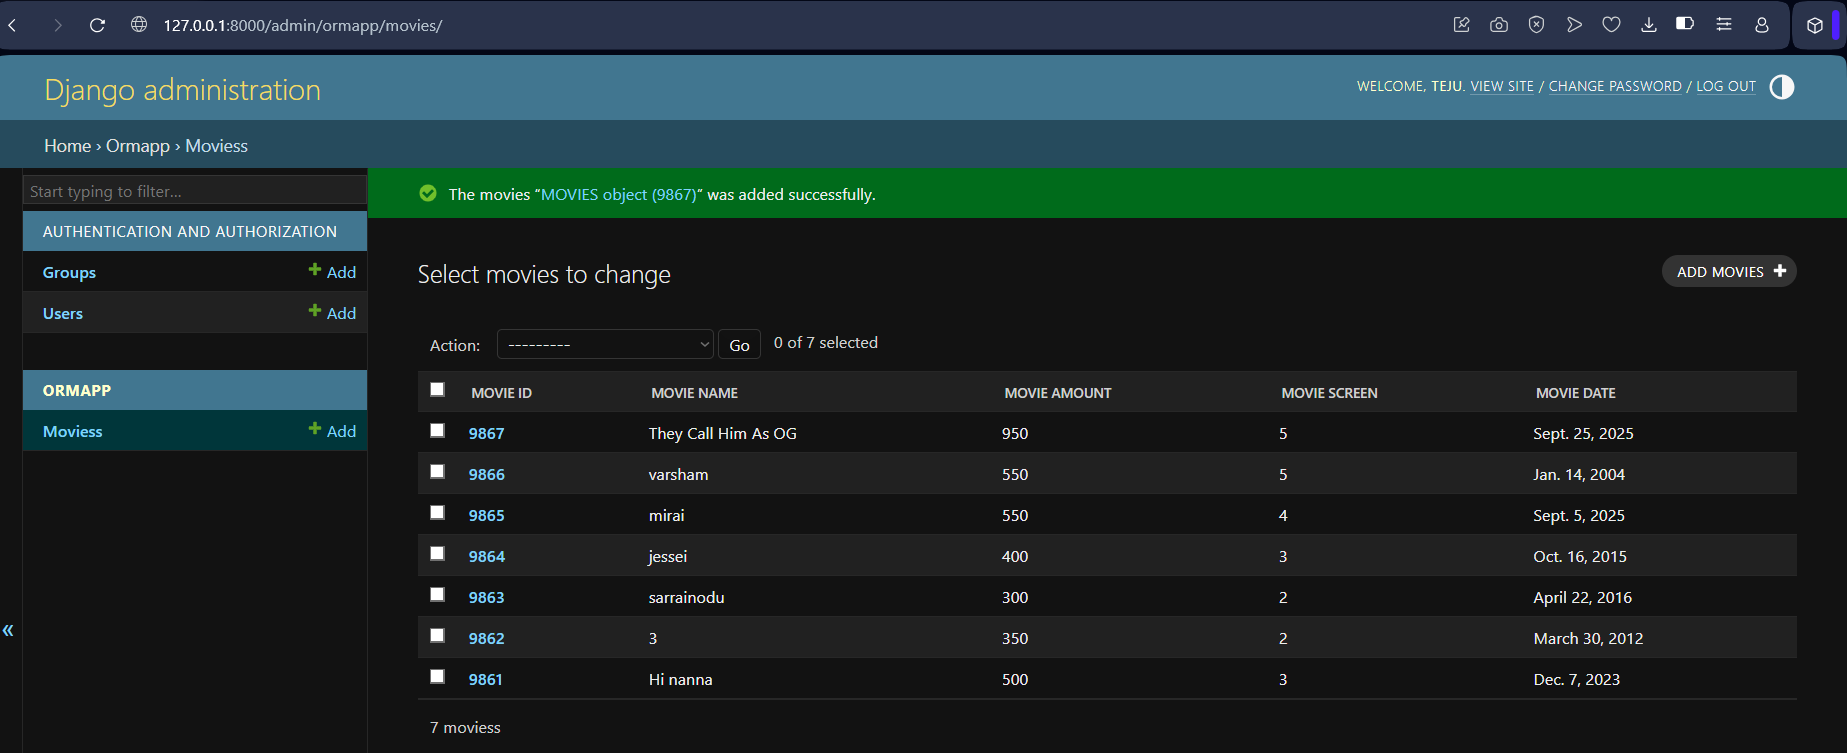 127.0.0.1:8000/admin/ormapp/movies/
Django administration
WELCOME, TEJU. VIEW SITE / CHANGE PASSWORD / LOG OUT
Home › Ormapp › Moviess
Start typing to filter...
AUTHENTICATION AND AUTHORIZATION
Groups + Add
Users + Add
ORMAPP
Moviess + Add
«
The movies “MOVIES object (9867)” was added successfully.
Select movies to change
ADD MOVIES +
Action: --------- Go 0 of 7 selected
MOVIE ID MOVIE NAME MOVIE AMOUNT MOVIE SCREEN MOVIE DATE
9867 They Call Him As OG 950 5 Sept. 25, 2025
9866 varsham 550 5 Jan. 14, 2004
9865 mirai 550 4 Sept. 5, 2025
9864 jessei 400 3 Oct. 16, 2015
9863 sarrainodu 300 2 April 22, 2016
9862 3 350 2 March 30, 2012
9861 Hi nanna 500 3 Dec. 7, 2023
7 moviess